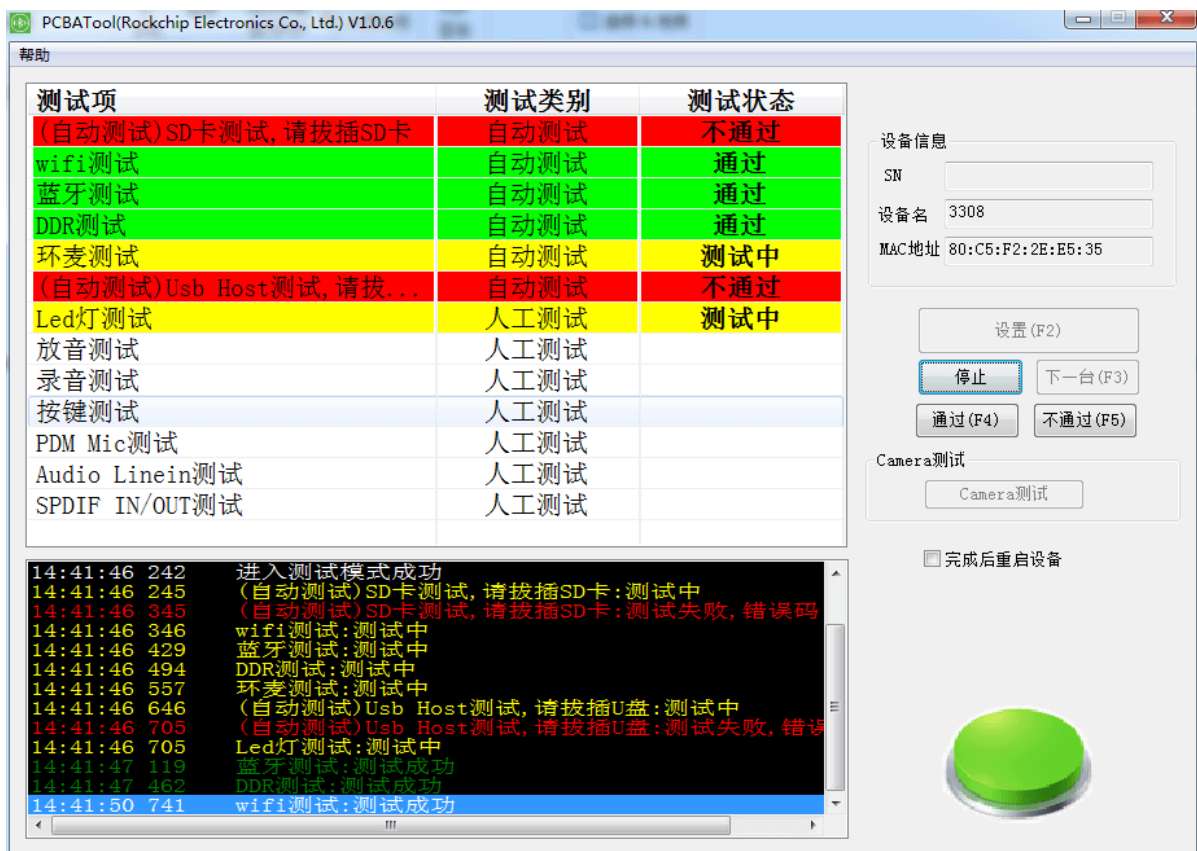 PCBATool(Rockchip Electronics Co., Ltd.) V1.0.6
帮助
测试项 测试类别 测试状态
(自动测试)SD卡测试,请拔插SD卡 自动测试 不通过
wifi测试 自动测试 通过
蓝牙测试 自动测试 通过
DDR测试 自动测试 通过
环麦测试 自动测试 测试中
(自动测试)Usb Host测试,请拔... 自动测试 不通过
Led灯测试 人工测试 测试中
放音测试 人工测试
录音测试 人工测试
按键测试 人工测试
PDM Mic测试 人工测试
Audio Linein测试 人工测试
SPDIF IN/OUT测试 人工测试
14:41:46 242 进入测试模式成功
14:41:46 245 (自动测试)SD卡测试,请拔插SD卡:测试中
14:41:46 345 (自动测试)SD卡测试,请拔插SD卡:测试失败,错误码
14:41:46 346 wifi测试:测试中
14:41:46 429 蓝牙测试:测试中
14:41:46 494 DDR测试:测试中
14:41:46 557 环麦测试:测试中
14:41:46 646 (自动测试)Usb Host测试,请拔插U盘:测试中
14:41:46 705 (自动测试)Usb Host测试,请拔插U盘:测试失败,错误
14:41:46 705 Led灯测试:测试中
14:41:47 119 蓝牙测试:测试成功
14:41:47 462 DDR测试:测试成功
14:41:50 741 wifi测试:测试成功
设备信息
SN
设备名 3308
MAC地址 80:C5:F2:2E:E5:35
设置(F2)
停止 下一台(F3)
通过(F4) 不通过(F5)
Camera测试
Camera测试
完成后重启设备